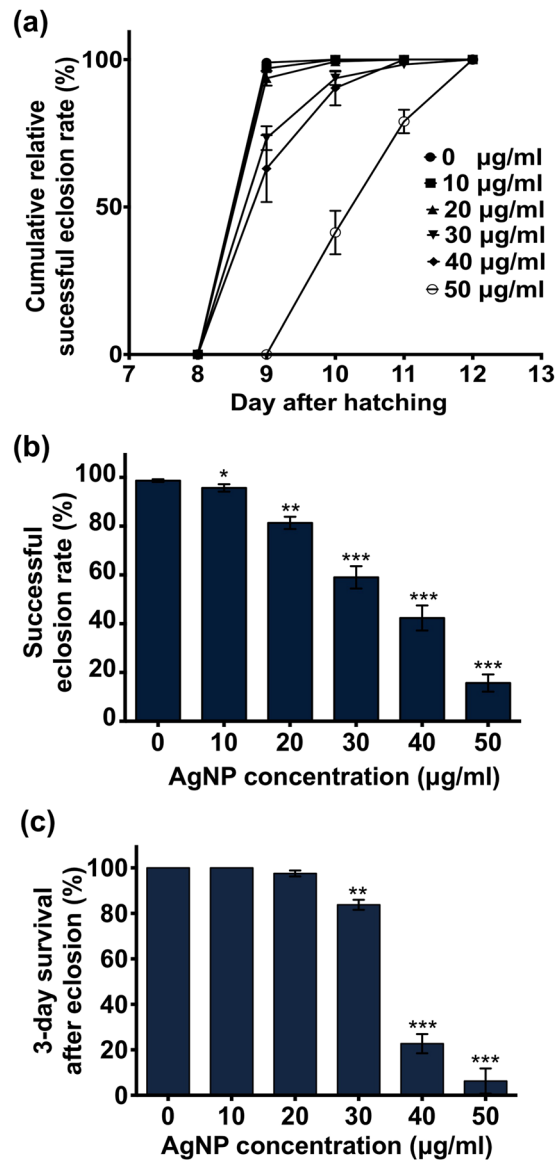 (a)
Cumulative relative
sucessful eclosion rate (%)
100
50
0
7 8 9 10 11 12 13
Day after hatching
0 µg/ml
10 µg/ml
20 µg/ml
30 µg/ml
40 µg/ml
50 µg/ml
(b)
Successful
eclosion rate (%)
100
80
60
40
20
0
*
**
***
***
***
0 10 20 30 40 50
AgNP concentration (µg/ml)
(c)
3-day survival
after eclosion (%)
100
80
60
40
20
0
**
***
***
0 10 20 30 40 50
AgNP concentration (µg/ml)